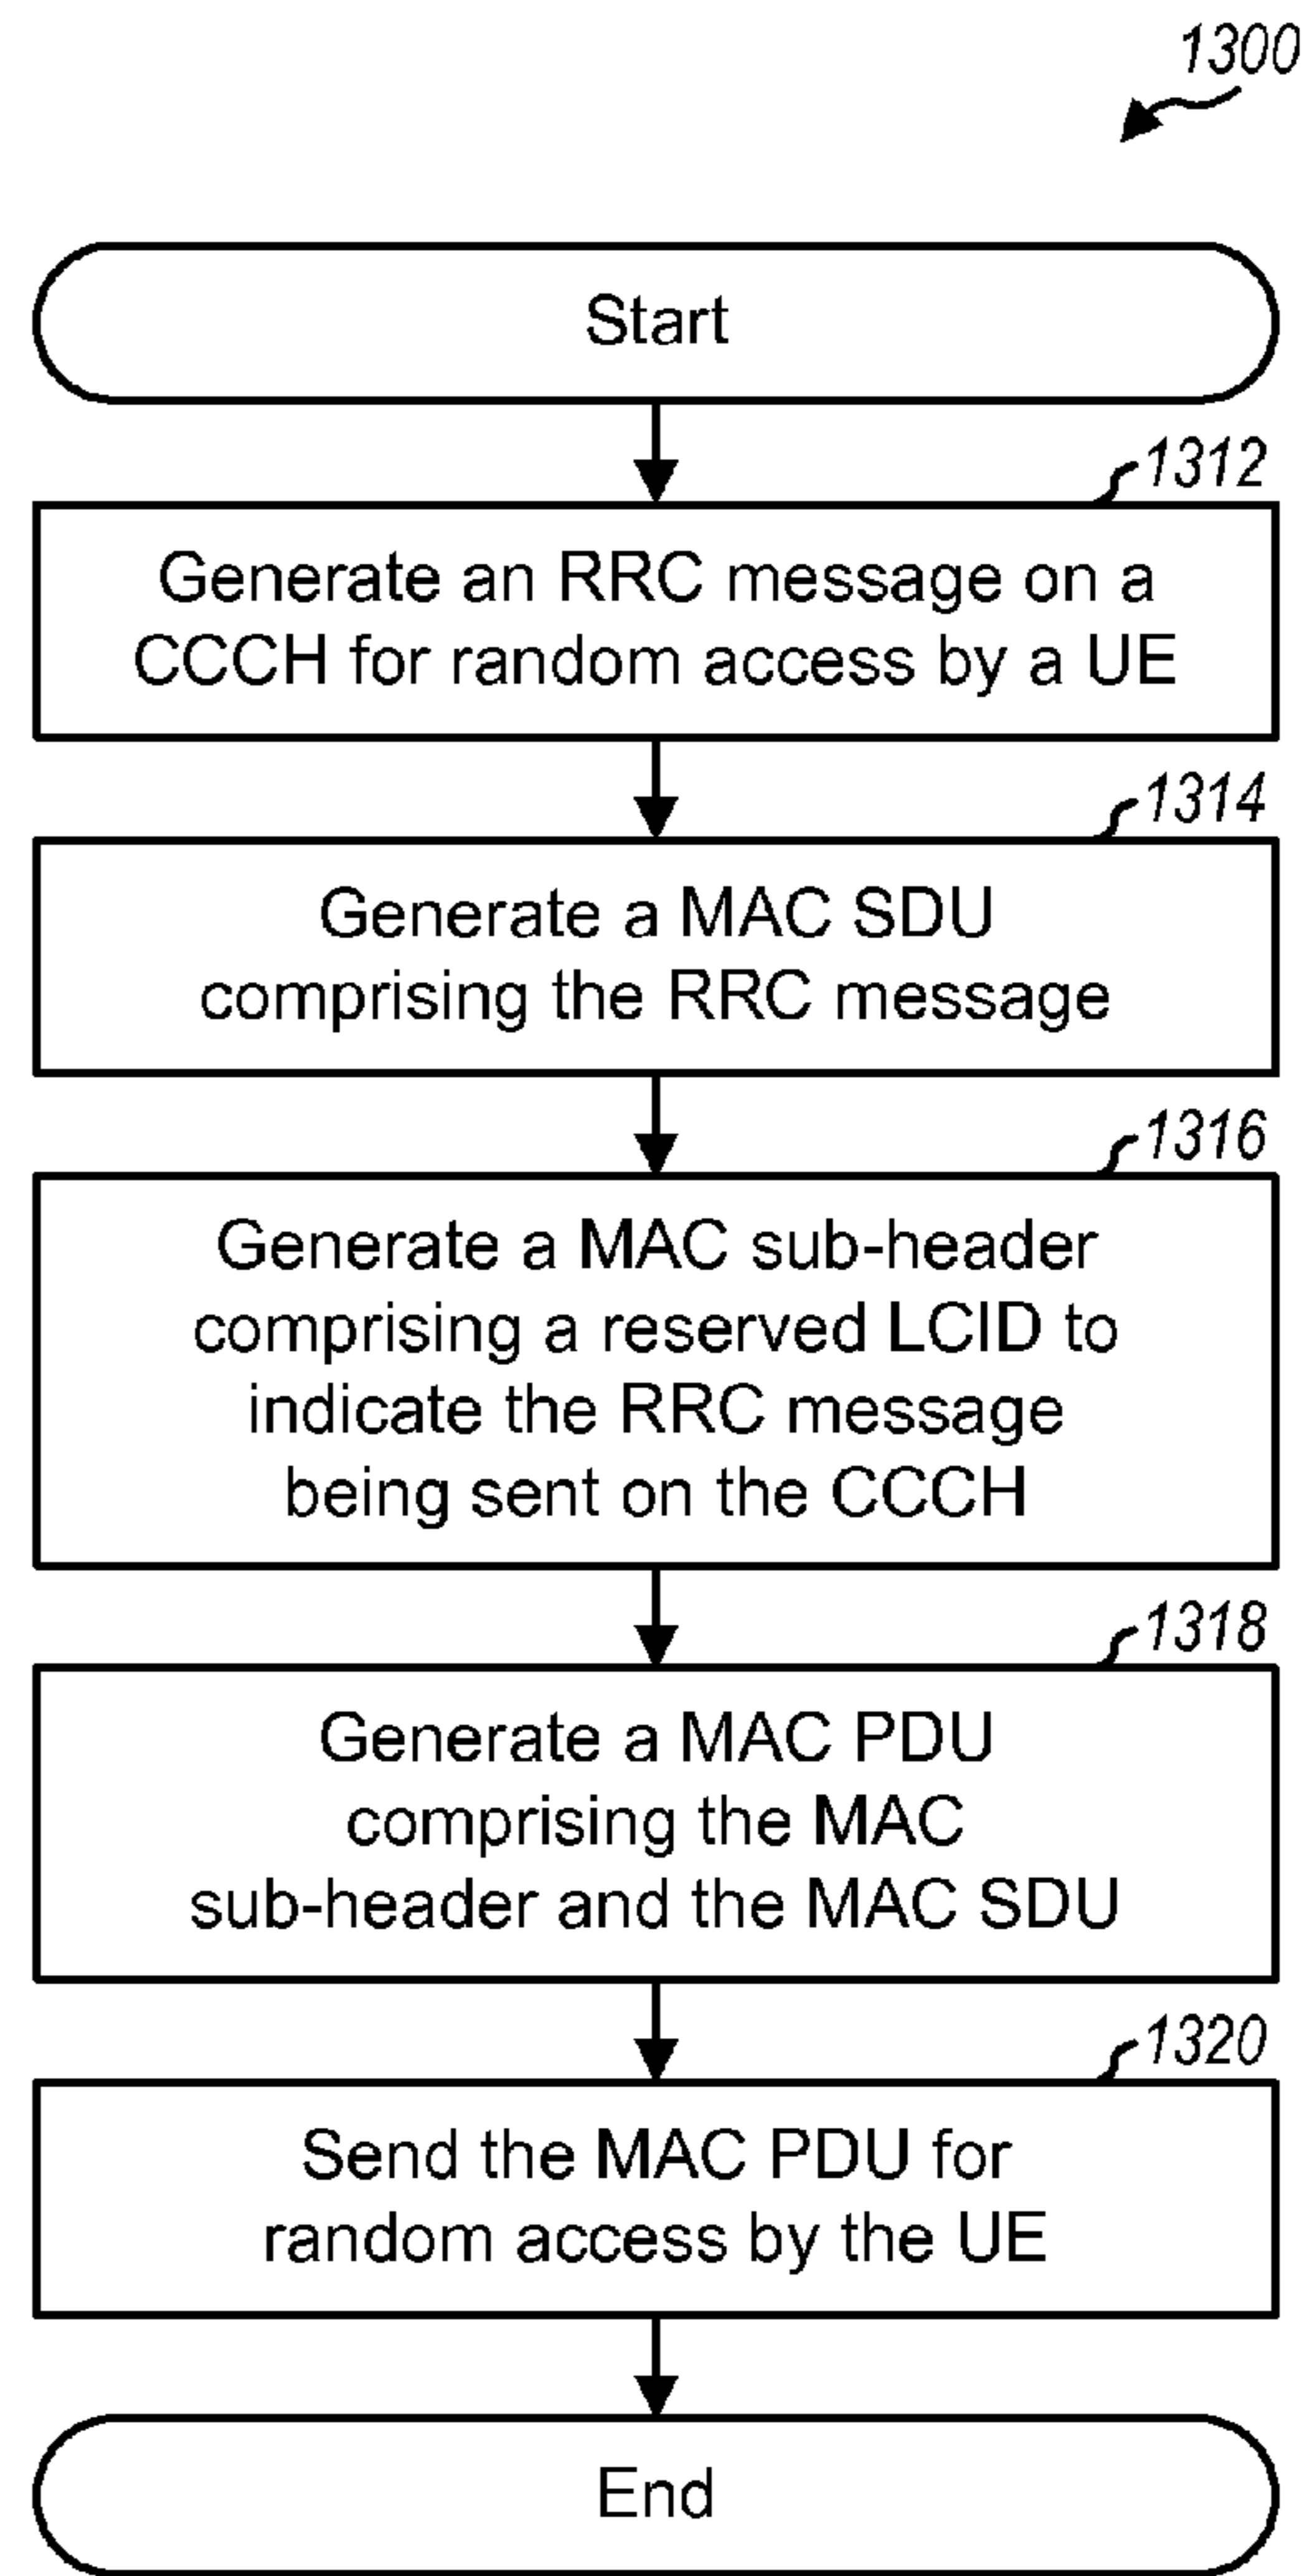 1300
Start
1312
Generate an RRC message on a
CCCH for random access by a UE
1314
Generate a MAC SDU
comprising the RRC message
1316
Generate a MAC sub-header
comprising a reserved LCID to
indicate the RRC message
being sent on the CCCH
1318
Generate a MAC PDU
comprising the MAC
sub-header and the MAC SDU
1320
Send the MAC PDU for
random access by the UE
End